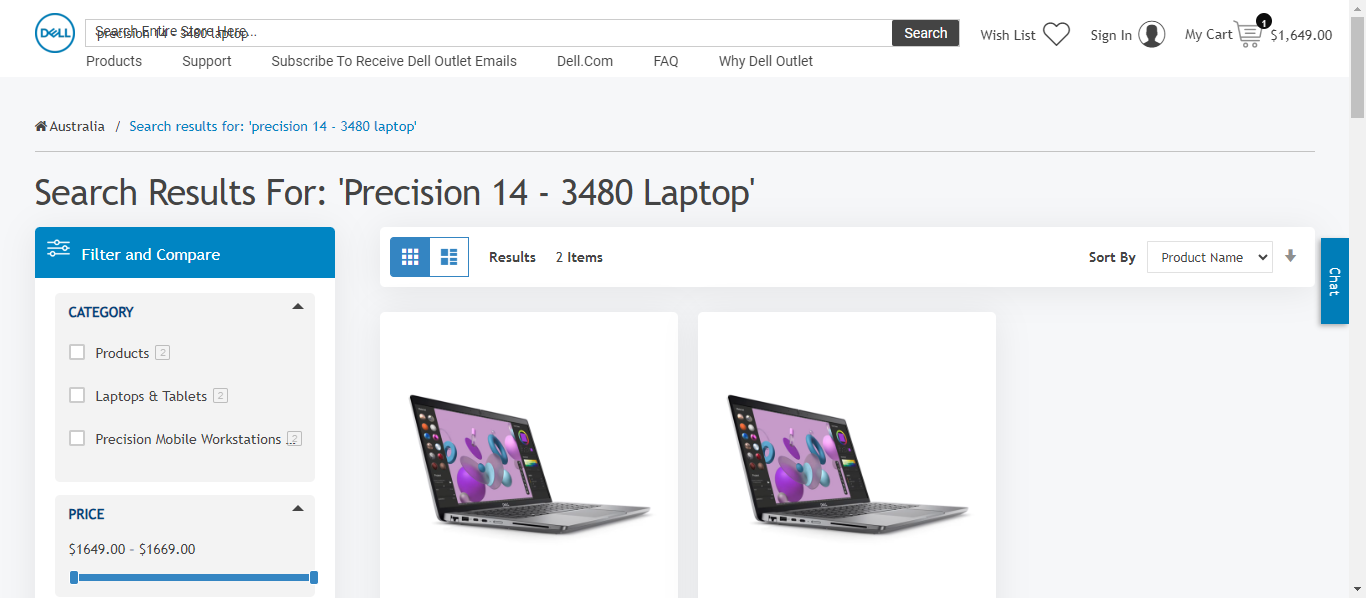 DELL
Search Entire Store Here...
precision 14 - 3480 laptop
Search
Wish List
Sign In
My Cart
1
$1,649.00
Products
Support
Subscribe To Receive Dell Outlet Emails
Dell.Com
FAQ
Why Dell Outlet
Australia / Search results for: 'precision 14 - 3480 laptop'
Search Results For: 'Precision 14 - 3480 Laptop'
Filter and Compare
Results 2 Items
Sort By Product Name
Chat
CATEGORY
Products 2
Laptops & Tablets 2
Precision Mobile Workstations ... 2
PRICE
$1649.00 - $1669.00